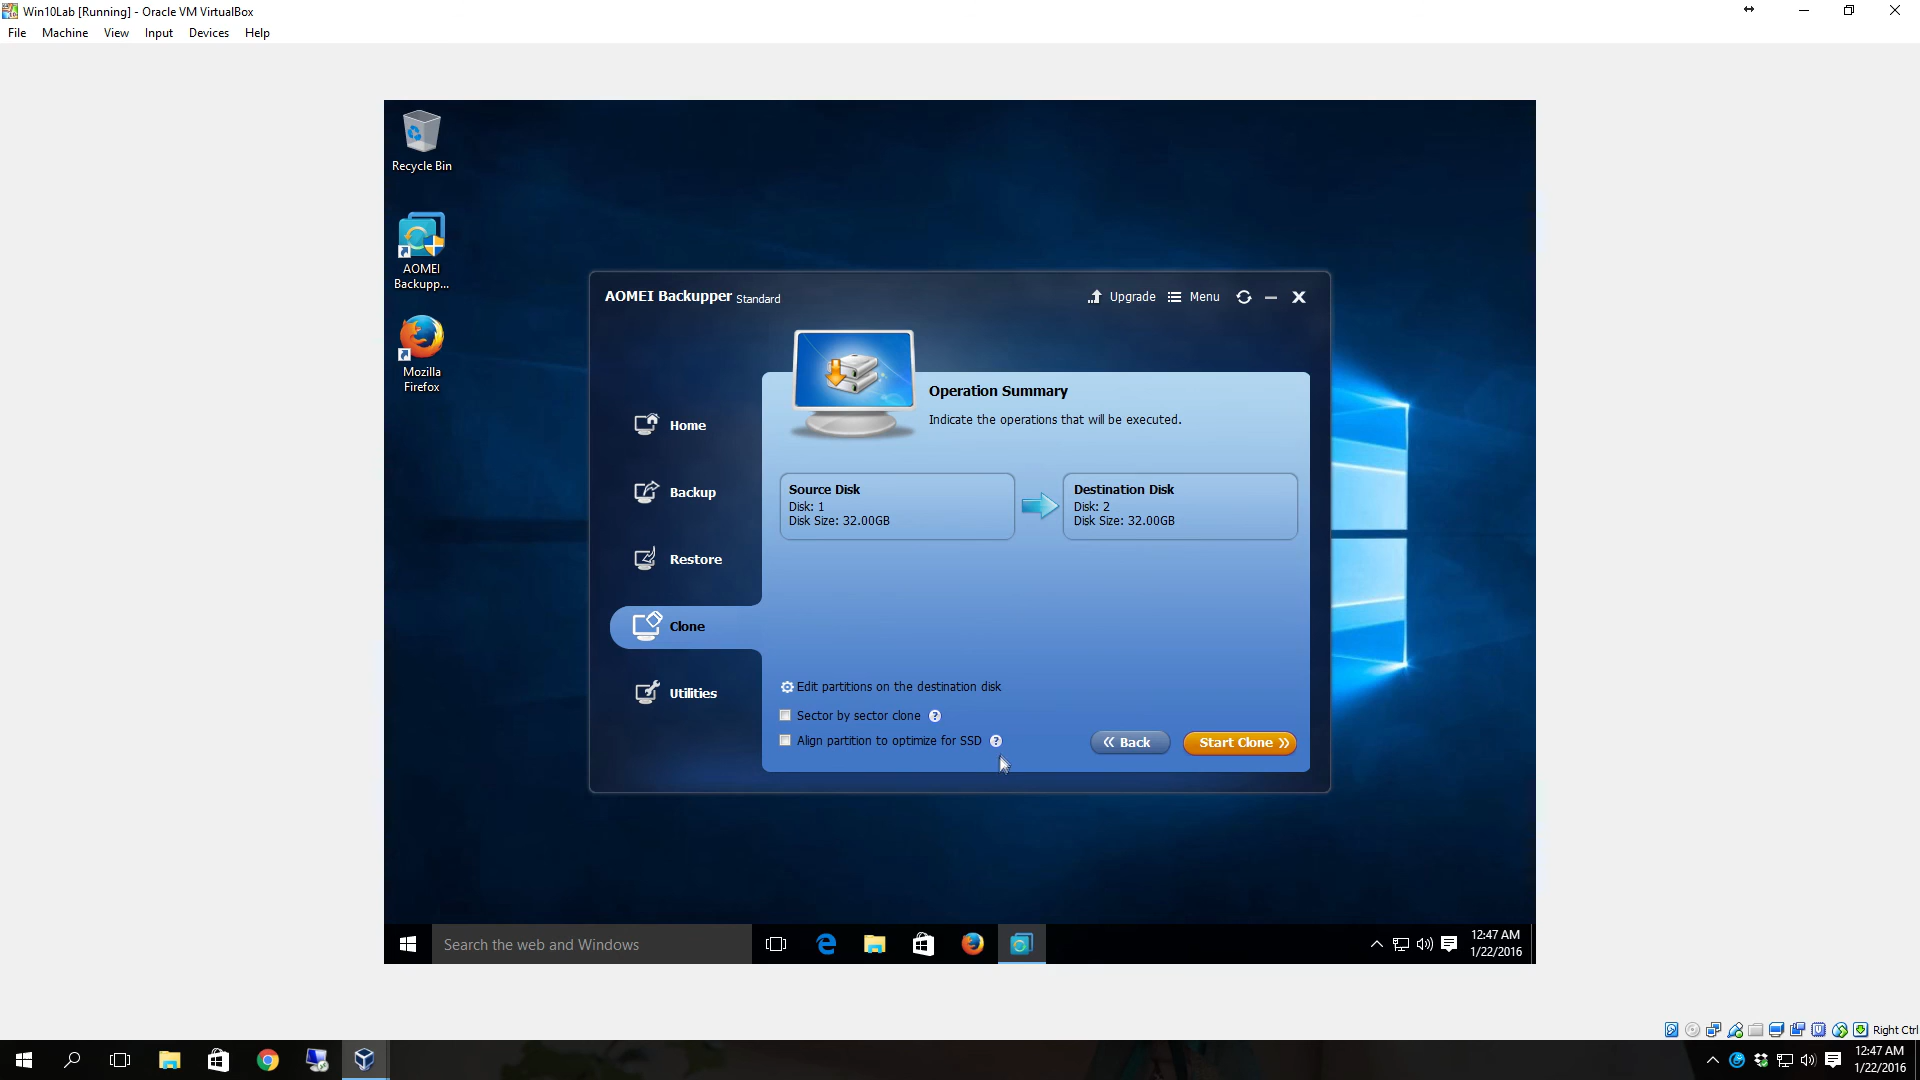 Win10Lab [Running] - Oracle VM VirtualBox
File Machine View Input Devices Help
Recycle Bin
AOMEI
Backupp...
Mozilla
Firefox
AOMEI Backupper Standard
Upgrade Menu
Operation Summary
Indicate the operations that will be executed.
Home
Backup
Restore
Clone
Utilities
Source Disk
Disk: 1
Disk Size: 32.00GB
Destination Disk
Disk: 2
Disk Size: 32.00GB
Edit partitions on the destination disk
Sector by sector clone ?
Align partition to optimize for SSD ?
Back
Start Clone
Search the web and Windows
12:47 AM
1/22/2016
Right Ctrl
12:47 AM
1/22/2016